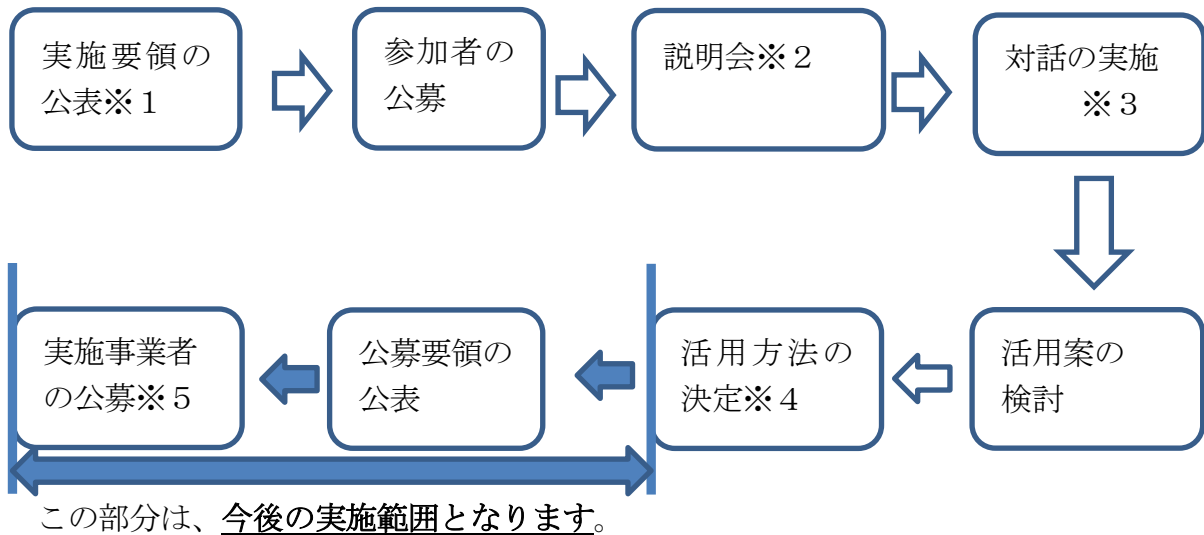 実施要領の
公表※１
参加者の
公募
説明会※２
対話の実施
※３
活用案の
検討
活用方法の
決定※４
公募要領の
公表
実施事業者
の公募※５
この部分は、今後の実施範囲となります。